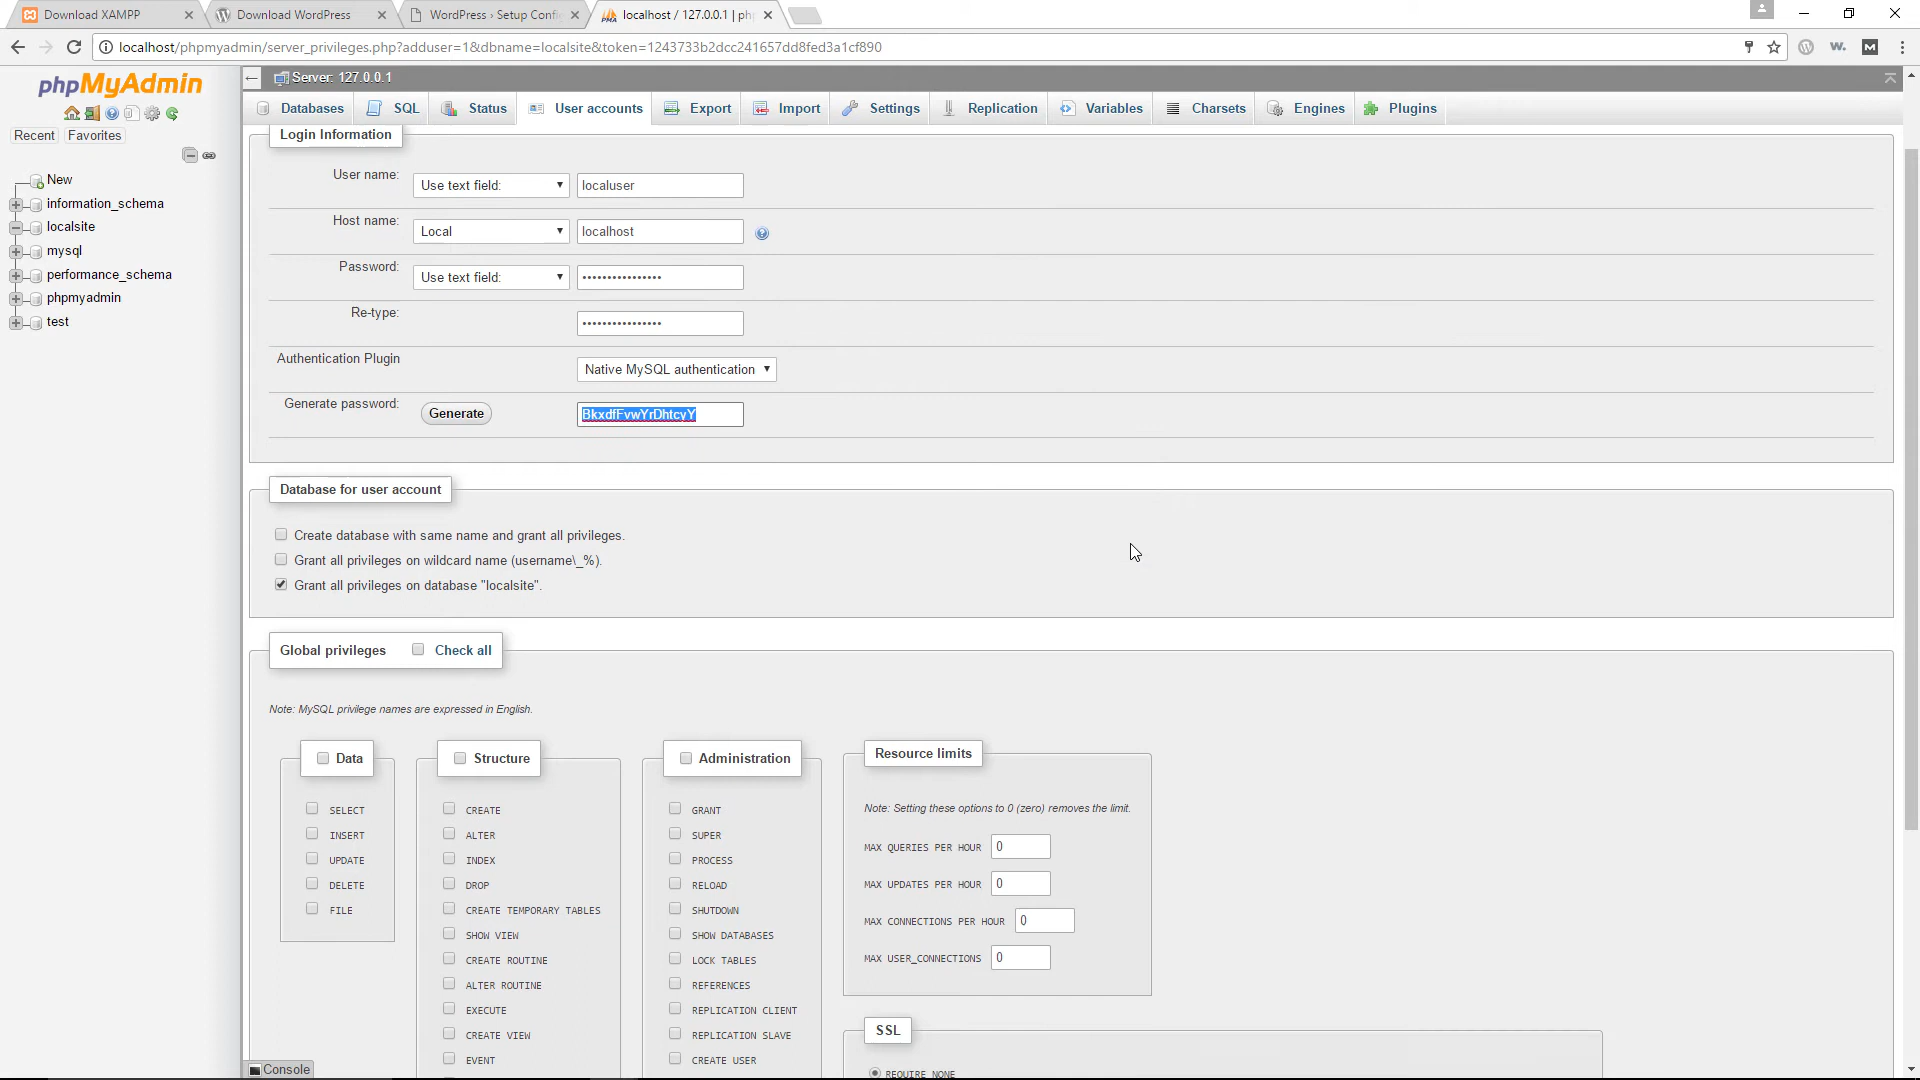 Download XAMPP
Download WordPress
WordPress › Setup Confi
localhost / 127.0.0.1 | ph
localhost/phpmyadmin/server_privileges.php?adduser=1&dbname=localsite&token=1243733b2dcc241657dd8fed3a1cf890
phpMyAdmin
Recent
Favorites
New
information_schema
localsite
mysql
performance_schema
phpmyadmin
test
Server: 127.0.0.1
Databases
SQL
Status
User accounts
Export
Import
Settings
Replication
Variables
Charsets
Engines
Plugins
Login Information
User name:
Use text field:
localuser
Host name:
Local
localhost
Password:
Use text field:
••••••••••••••••
Re-type:
••••••••••••••••
Authentication Plugin
Native MySQL authentication
Generate password:
Generate
BkxdfFvwYrDhtcyY
Database for user account
Create database with same name and grant all privileges.
Grant all privileges on wildcard name (username\_%).
Grant all privileges on database "localsite".
Global privileges
Check all
Note: MySQL privilege names are expressed in English.
Data
SELECT
INSERT
UPDATE
DELETE
FILE
Structure
CREATE
ALTER
INDEX
DROP
CREATE TEMPORARY TABLES
SHOW VIEW
CREATE ROUTINE
ALTER ROUTINE
EXECUTE
CREATE VIEW
EVENT
Administration
GRANT
SUPER
PROCESS
RELOAD
SHUTDOWN
SHOW DATABASES
LOCK TABLES
REFERENCES
REPLICATION CLIENT
REPLICATION SLAVE
CREATE USER
Resource limits
Note: Setting these options to 0 (zero) removes the limit.
MAX QUERIES PER HOUR
0
MAX UPDATES PER HOUR
0
MAX CONNECTIONS PER HOUR
0
MAX USER_CONNECTIONS
0
SSL
REQUIRE NONE
Console